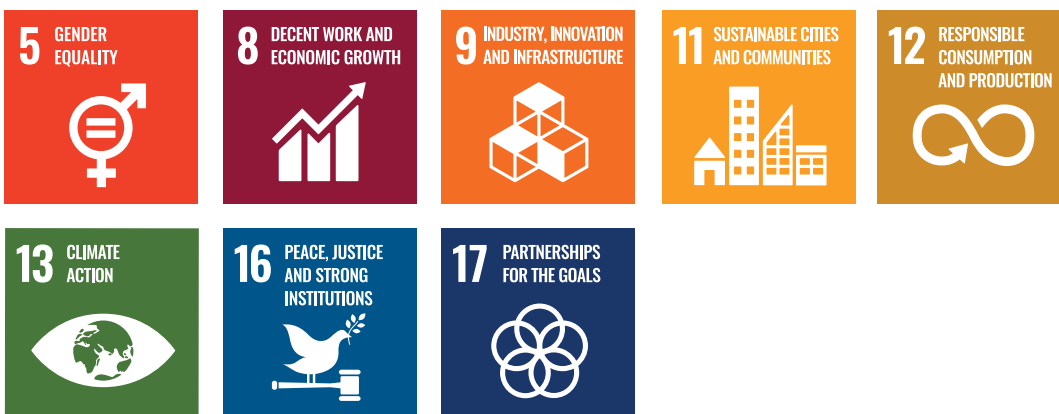 5 GENDER
EQUALITY
8 DECENT WORK AND
ECONOMIC GROWTH
9 INDUSTRY, INNOVATION
AND INFRASTRUCTURE
11 SUSTAINABLE CITIES
AND COMMUNITIES
12 RESPONSIBLE
CONSUMPTION
AND PRODUCTION
13 CLIMATE
ACTION
16 PEACE, JUSTICE
AND STRONG
INSTITUTIONS
17 PARTNERSHIPS
FOR THE GOALS